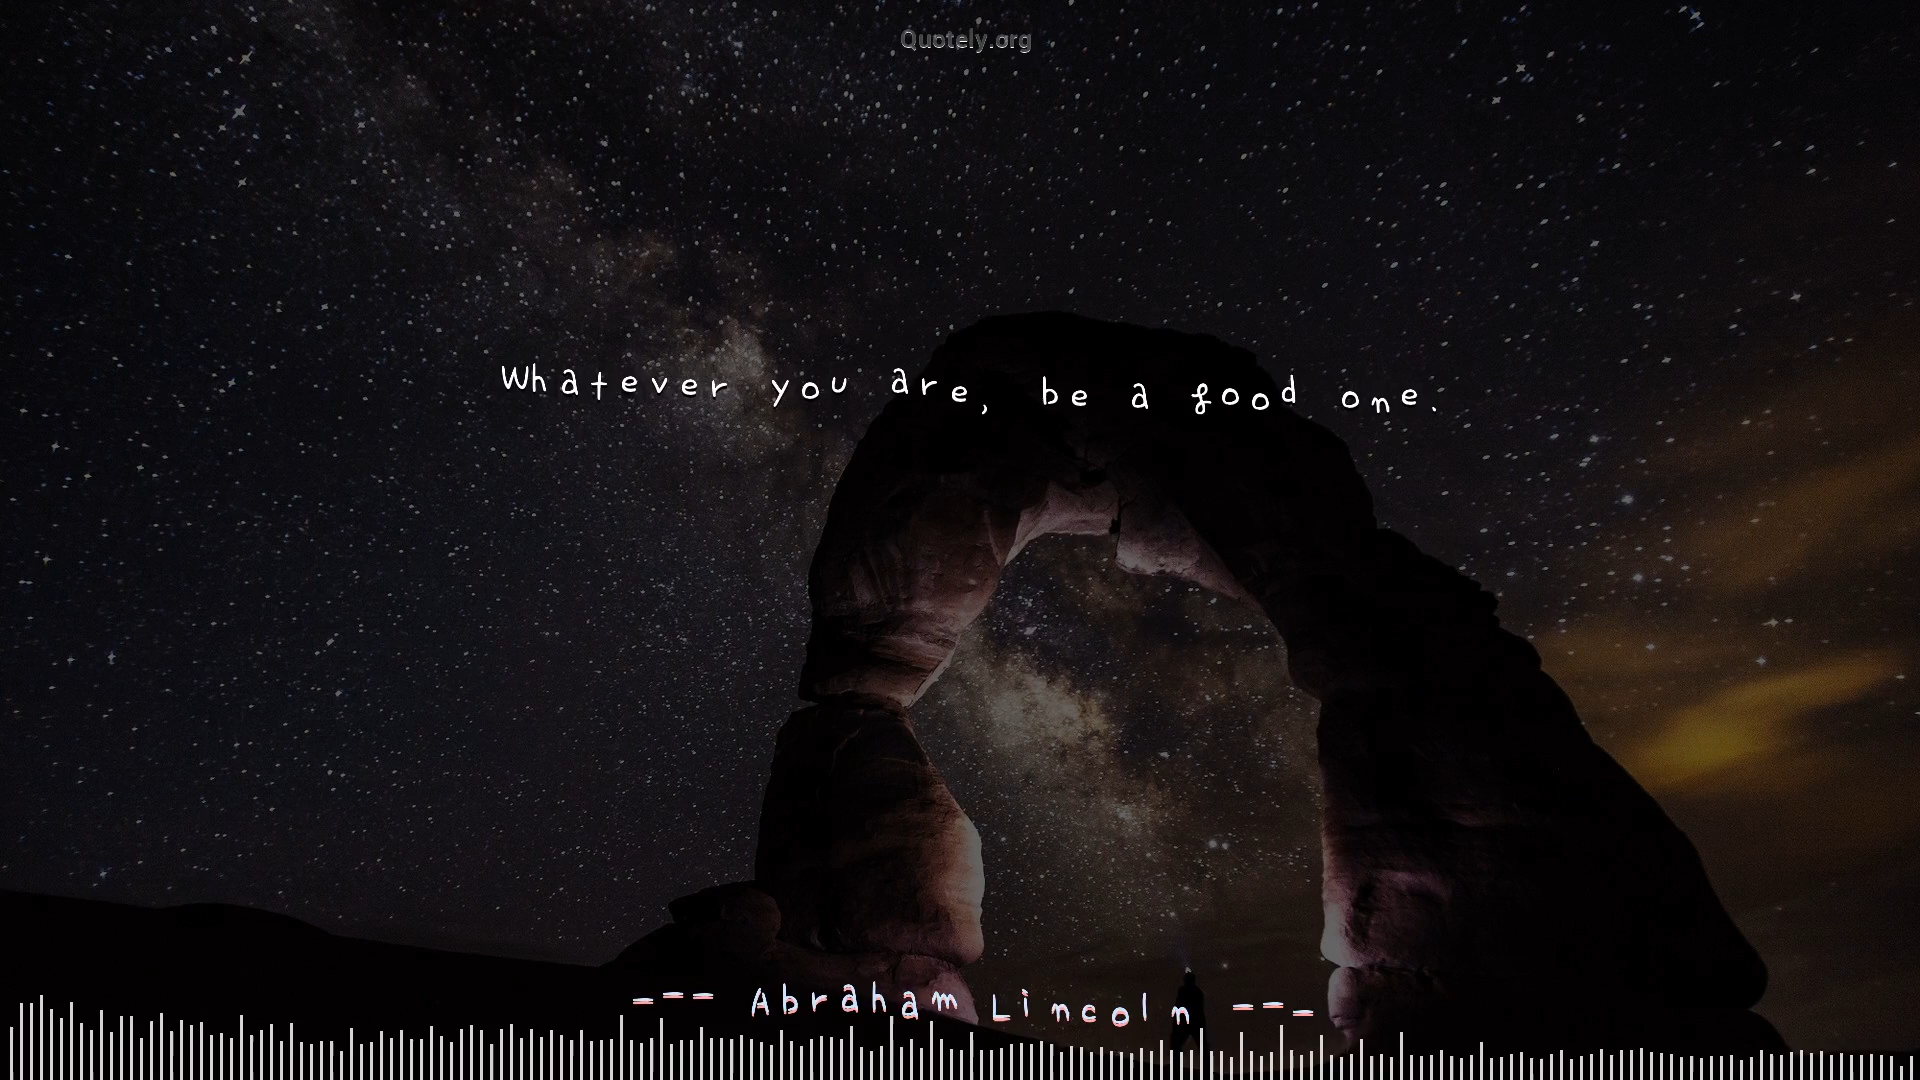 Quotely.org
Whatever you are, be a good one.
--- Abraham Lincoln ---